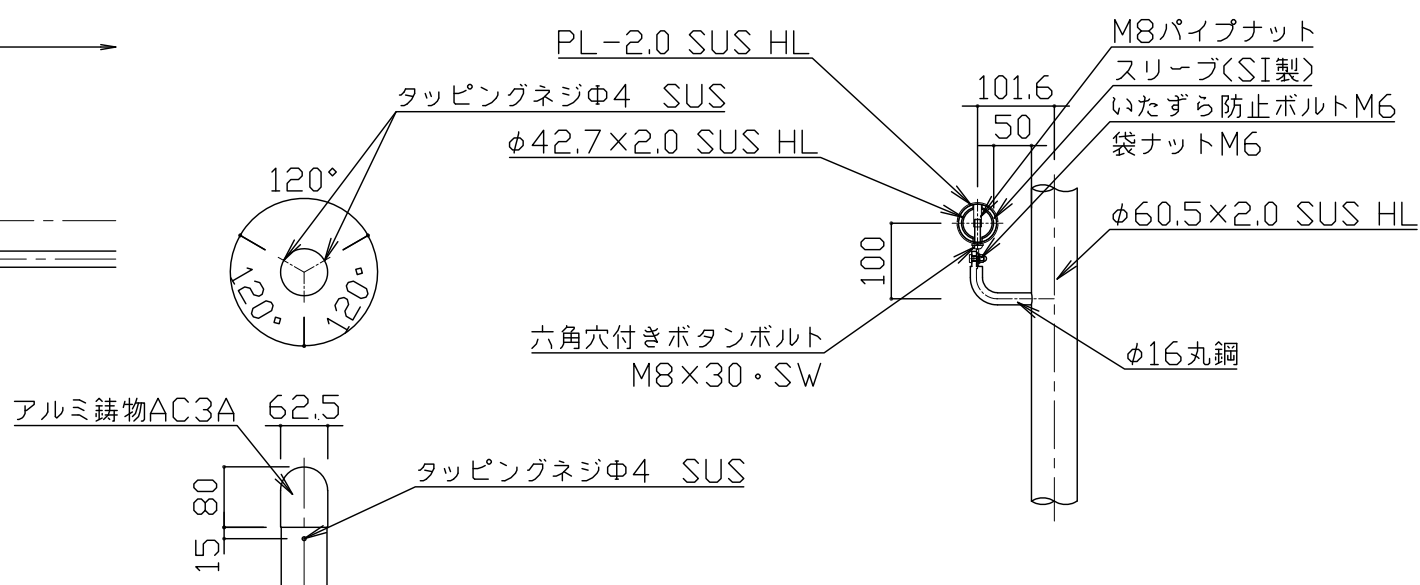 PL-2.0 SUS HL
M8パイプナット
スリーブ(SI製)
タッピングネジΦ4 SUS
101.6
いたずら防止ボルトM6
50
φ42.7×2.0 SUS HL
袋ナットM6
120°
φ60.5×2.0 SUS HL
100
120°
120°
六角穴付きボタンボルト
M8×30・SW
φ16丸鋼
アルミ鋳物AC3A
62.5
タッピングネジΦ4 SUS
80
15